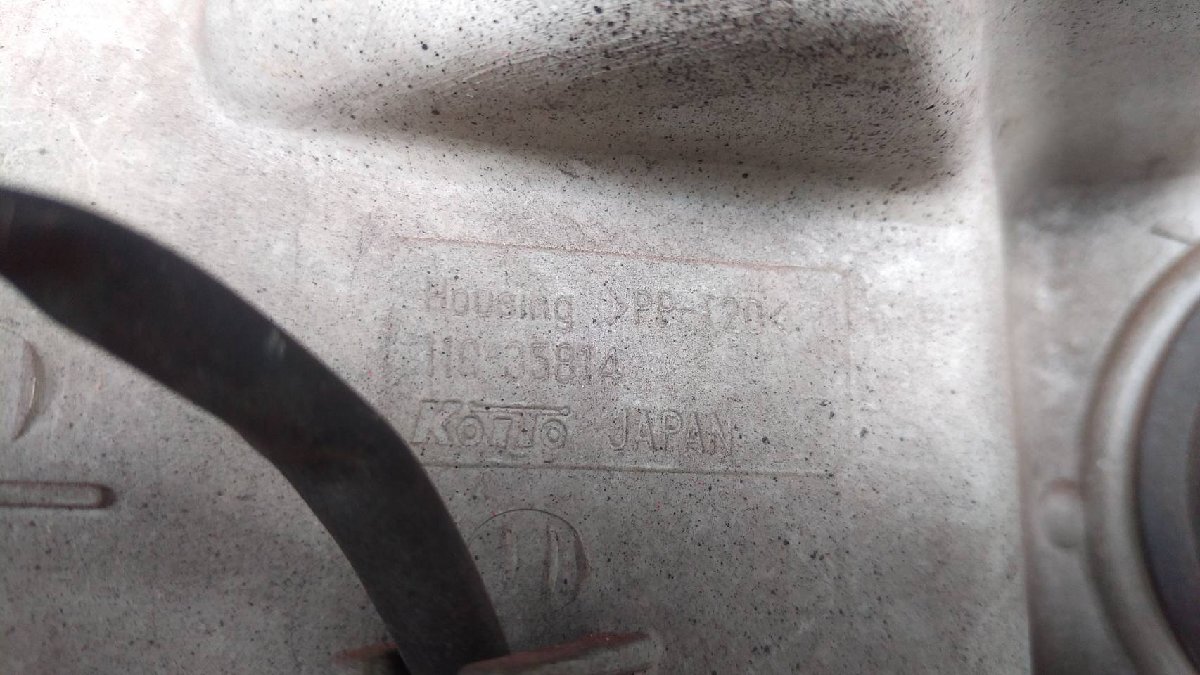 Housing >PP-T20<
110-35814
KOITO JAPAN